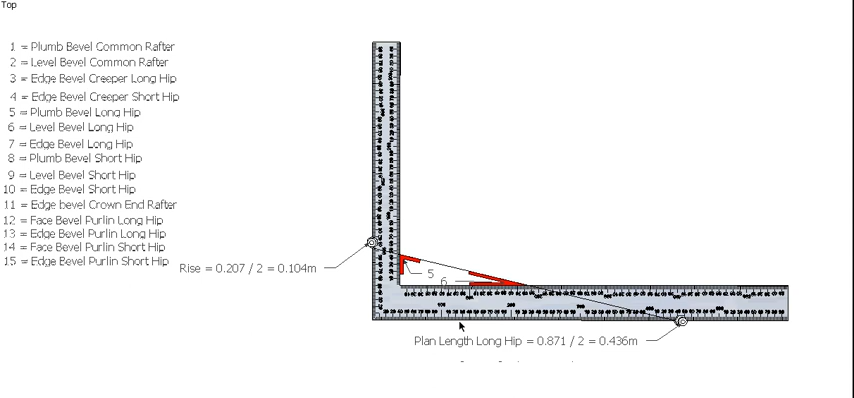 Top
1 = Plumb Bevel Common Rafter
2 = Level Bevel Common Rafter
3 = Edge Bevel Creeper Long Hip
4 = Edge Bevel Creeper Short Hip
5 = Plumb Bevel Long Hip
6 = Level Bevel Long Hip
7 = Edge Bevel Long Hip
8 = Plumb Bevel Short Hip
9 = Level Bevel Short Hip
10 = Edge Bevel Short Hip
11 = Edge bevel Crown End Rafter
12 = Face Bevel Purlin Long Hip
13 = Edge Bevel Purlin Long Hip
14 = Face Bevel Purlin Short Hip
15 = Edge Bevel Purlin Short Hip
Rise = 0.207 / 2 = 0.104m
5
6
Plan Length Long Hip = 0.871 / 2 = 0.436m